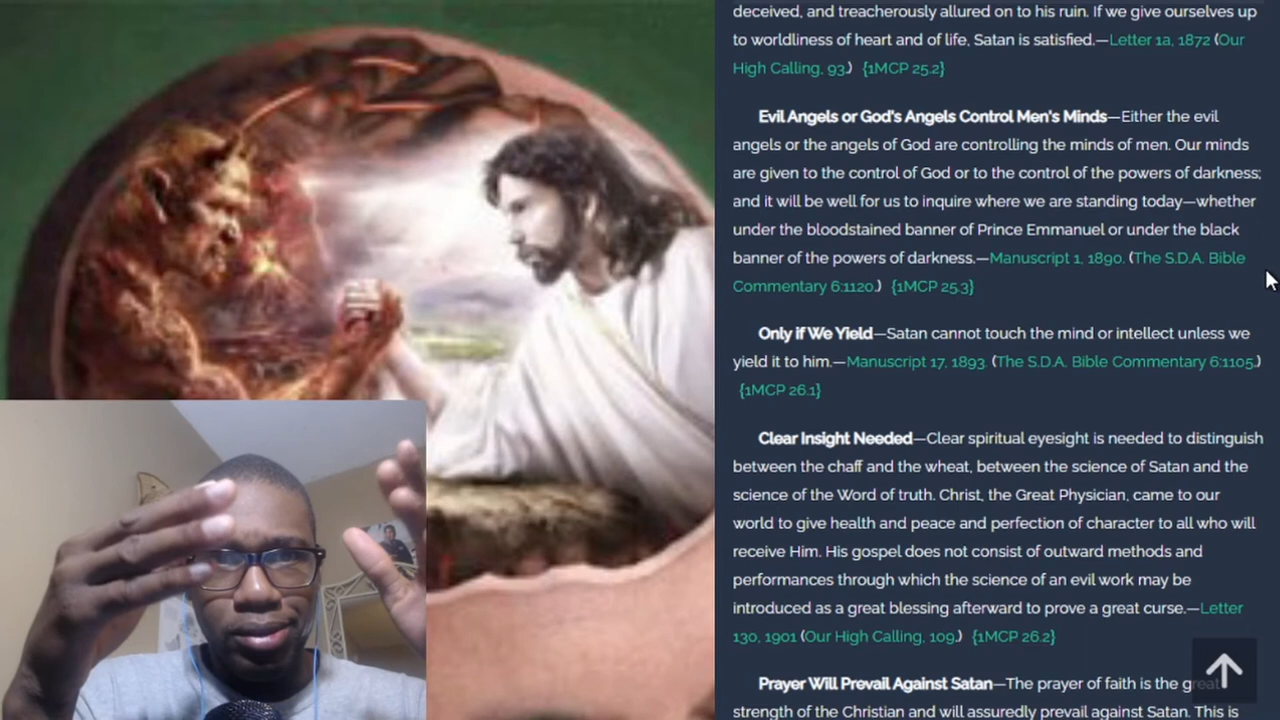 deceived, and treacherously allured on to his ruin. If we give ourselves up
to worldliness of heart and of life, Satan is satisfied.—Letter 1a, 1872 (Our
High Calling, 93.) {1MCP 25.2}
Evil Angels or God's Angels Control Men's Minds—Either the evil
angels or the angels of God are controlling the minds of men. Our minds
are given to the control of God or to the control of the powers of darkness;
and it will be well for us to inquire where we are standing today—whether
under the bloodstained banner of Prince Emmanuel or under the black
banner of the powers of darkness.—Manuscript 1, 1890. (The S.D.A. Bible
Commentary 6:1120.) {1MCP 25.3}
Only if We Yield—Satan cannot touch the mind or intellect unless we
yield it to him.—Manuscript 17, 1893. (The S.D.A. Bible Commentary 6:1105.)
{1MCP 26.1}
Clear Insight Needed—Clear spiritual eyesight is needed to distinguish
between the chaff and the wheat, between the science of Satan and the
science of the Word of truth. Christ, the Great Physician, came to our
world to give health and peace and perfection of character to all who will
receive Him. His gospel does not consist of outward methods and
performances through which the science of an evil work may be
introduced as a great blessing afterward to prove a great curse.—Letter
130, 1901 (Our High Calling, 109.) {1MCP 26.2}
Prayer Will Prevail Against Satan—The prayer of faith is the great
strength of the Christian and will assuredly prevail against Satan. This is